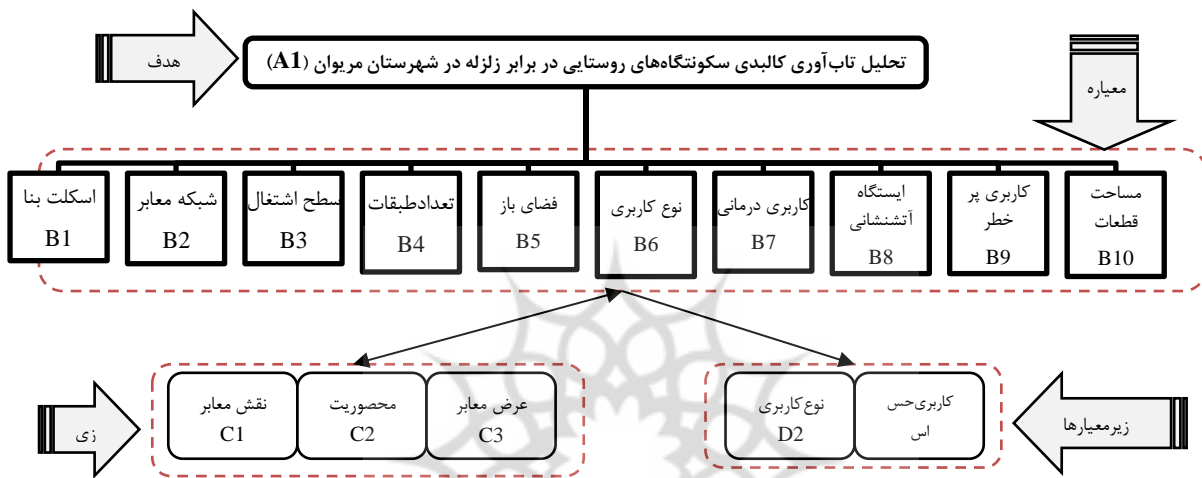 هدف
تحلیل تاب‌آوری کالبدی سکونتگاه‌های روستایی در برابر زلزله در شهرستان مریوان (A1)
معیاره
اسکلت بنا
B1
شبکه معابر
B2
سطح اشتغال
B3
تعدادطبقات
B4
فضای باز
B5
نوع کاربری
B6
کاربری درمانی
B7
ایستگاه
آتشنشانی
B8
کاربری پر
خطر
B9
مساحت
قطعات
B10
زی
نقش معابر
C1
محصوریت
C2
عرض معابر
C3
نوع‌کاربری
D2
کاربری‌حس
اس
زیرمعیارها